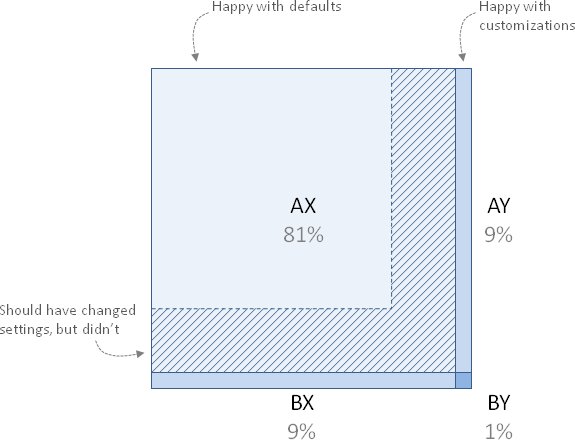 Happy with defaults
Happy with
customizations
AX
81%
AY
9%
Should have changed
settings, but didn't
BX
9%
BY
1%